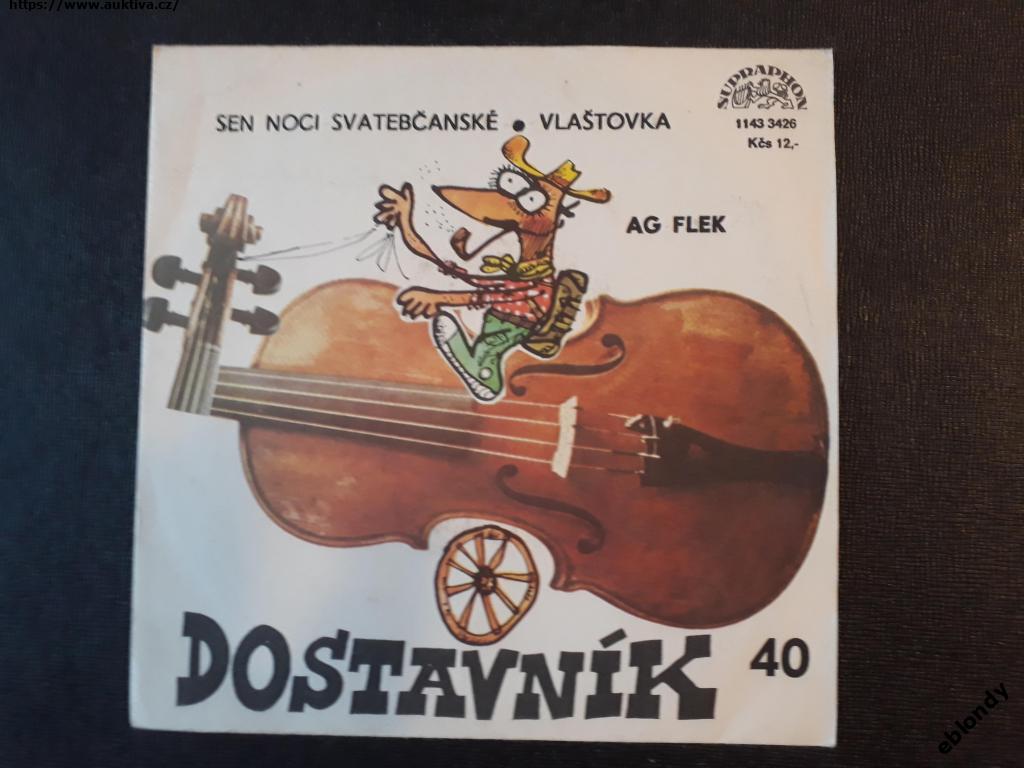 https://www.auktiva.cz/
SUPRAPHON
1143 3426
Kčs 12,-
SEN NOCI SVATEBČANSKÉ • VLAŠTOVKA
AG FLEK
DOSTAVNÍK 40
eblondy